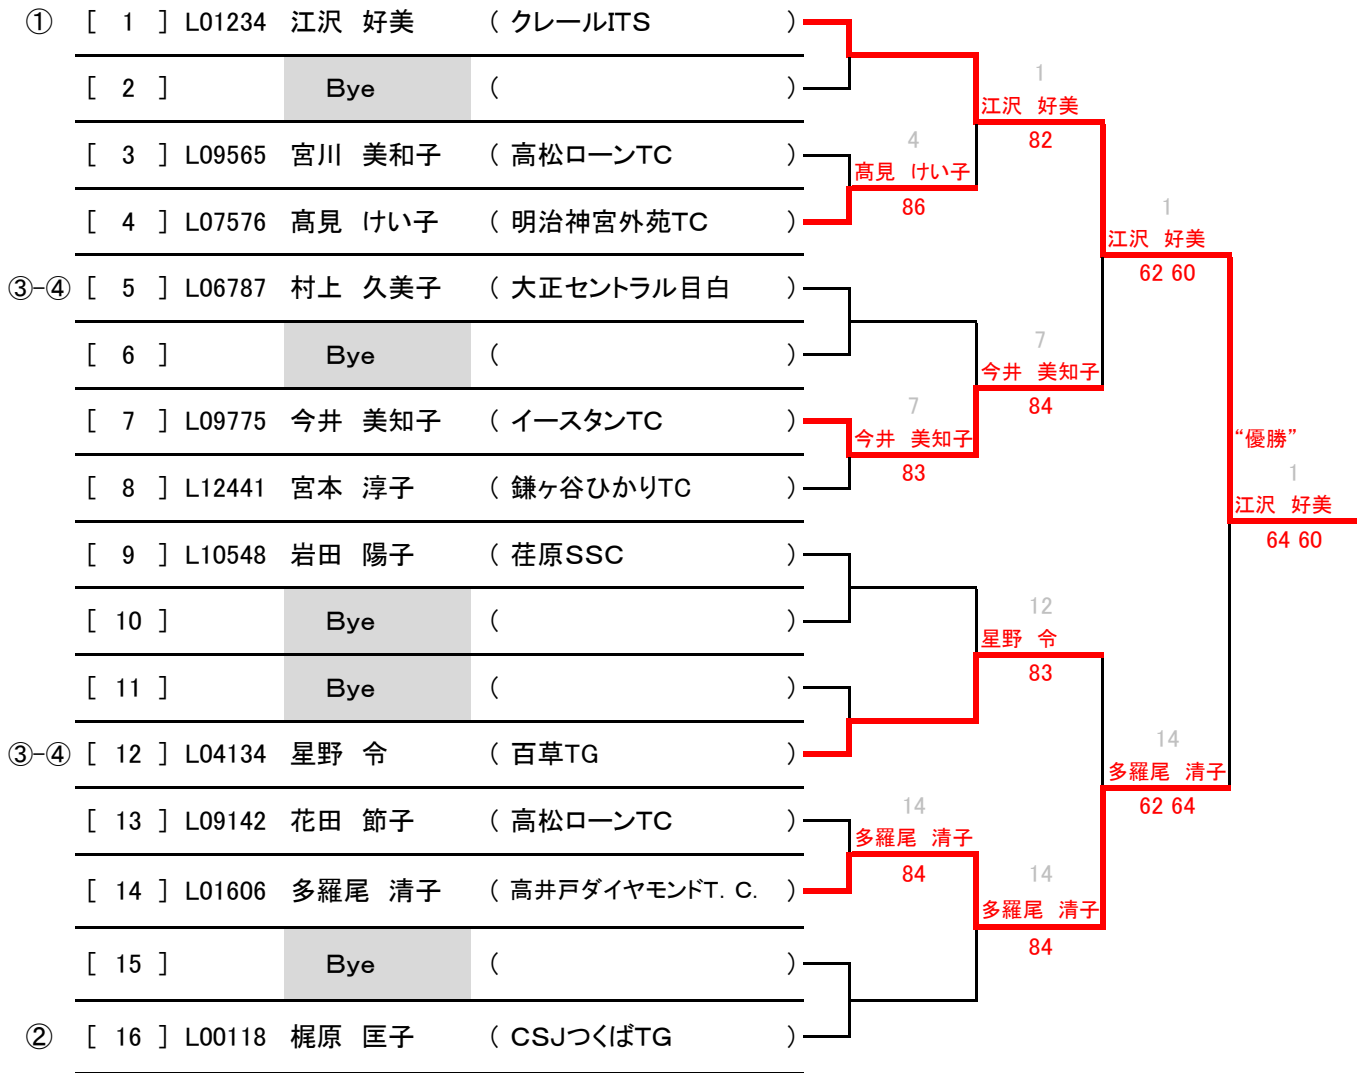 ① [ 1 ] L01234 江沢 好美 ( クレールITS )
[ 2 ] Bye ( )
1
江沢 好美
82
[ 3 ] L09565 宮川 美和子 ( 高松ローンTC )
4
髙見 けい子
86
[ 4 ] L07576 髙見 けい子 ( 明治神宮外苑TC )
1
江沢 好美
62 60
③-④ [ 5 ] L06787 村上 久美子 ( 大正セントラル目白 )
[ 6 ] Bye ( )
7
今井 美知子
84
[ 7 ] L09775 今井 美知子 ( イースタンTC )
7
今井 美知子
83
[ 8 ] L12441 宮本 淳子 ( 鎌ヶ谷ひかりTC )
“優勝”
1
江沢 好美
64 60
[ 9 ] L10548 岩田 陽子 ( 荏原SSC )
[ 10 ] Bye ( )
12
星野 令
83
[ 11 ] Bye ( )
③-④ [ 12 ] L04134 星野 令 ( 百草TG )
14
多羅尾 清子
62 64
[ 13 ] L09142 花田 節子 ( 高松ローンTC )
14
多羅尾 清子
84
[ 14 ] L01606 多羅尾 清子 ( 高井戸ダイヤモンドT．C． )
14
多羅尾 清子
84
[ 15 ] Bye ( )
② [ 16 ] L00118 梶原 匡子 ( CSJつくばTG )